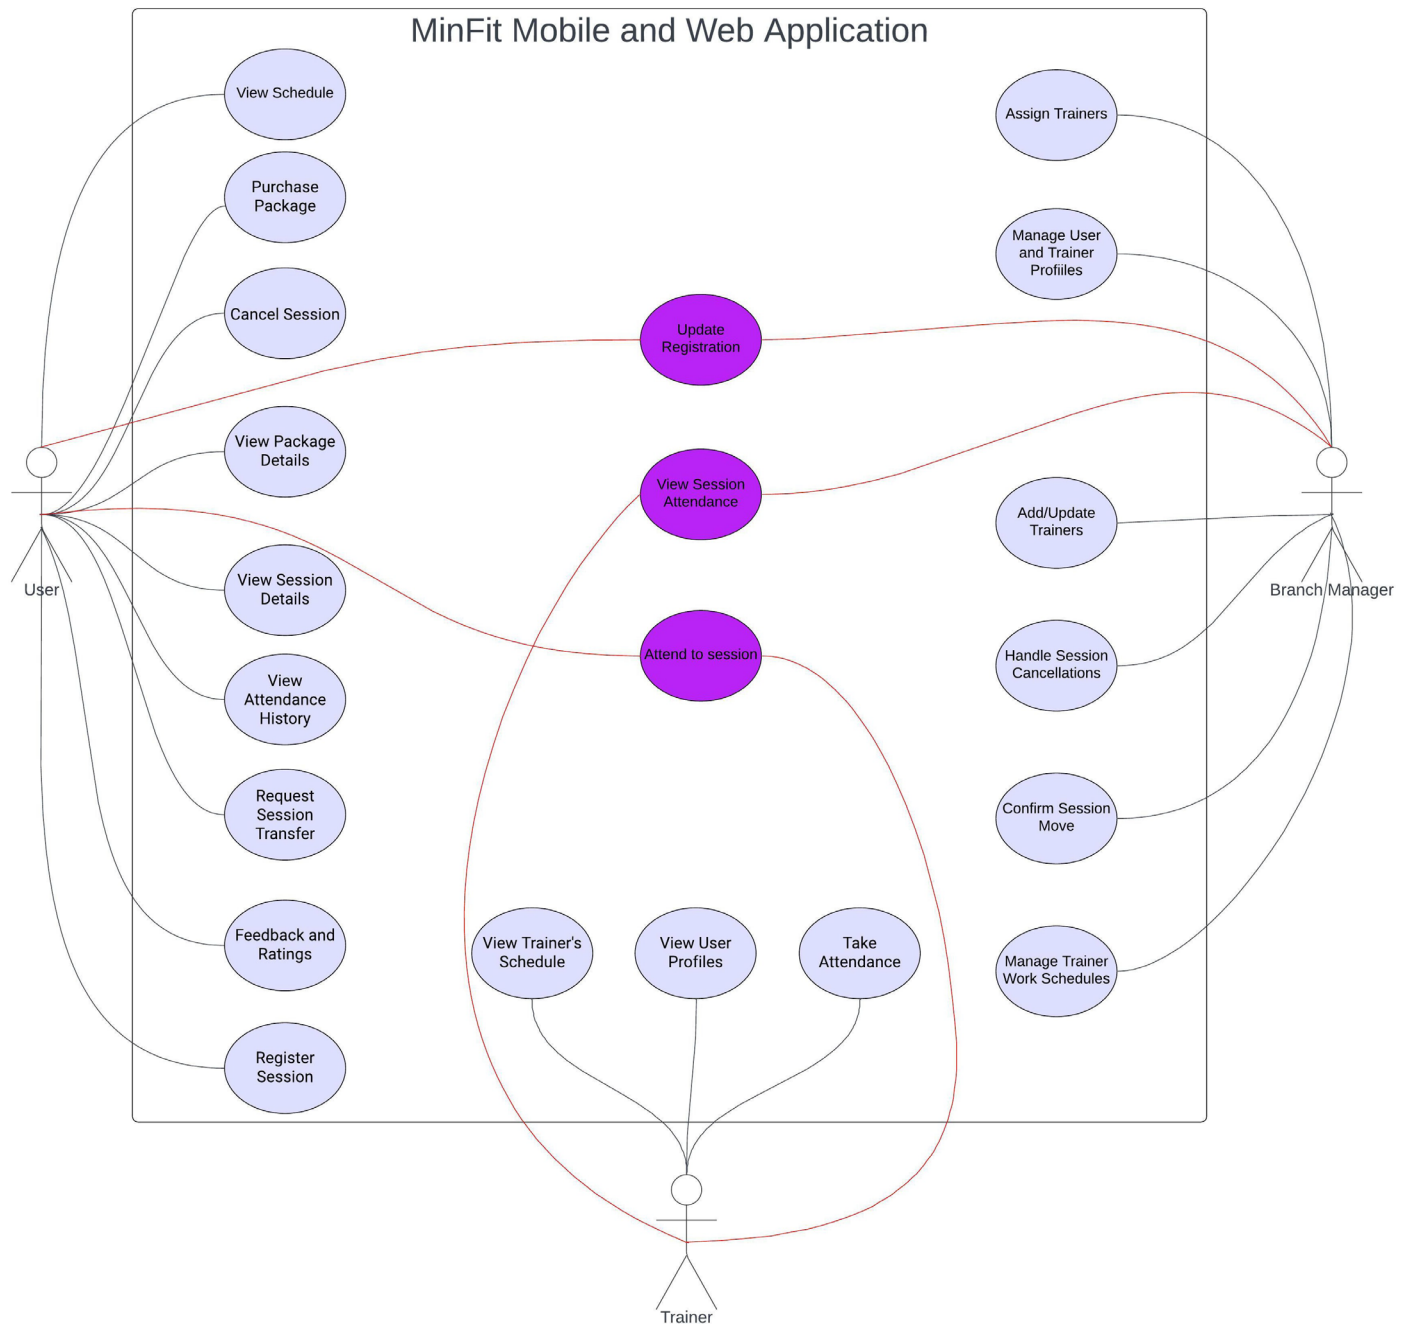 MinFit Mobile and Web Application
View Schedule
Purchase
Package
Cancel Session
View Package
Details
View Session
Details
View
Attendance
History
Request
Session
Transfer
Feedback and
Ratings
Register
Session
User
Update
Registration
View Session
Attendance
Attend to session
View Trainer's
Schedule
View User
Profiles
Take
Attendance
Trainer
Assign Trainers
Manage User
and Trainer
Profiiles
Add/Update
Trainers
Handle Session
Cancellations
Confirm Session
Move
Manage Trainer
Work Schedules
Branch Manager